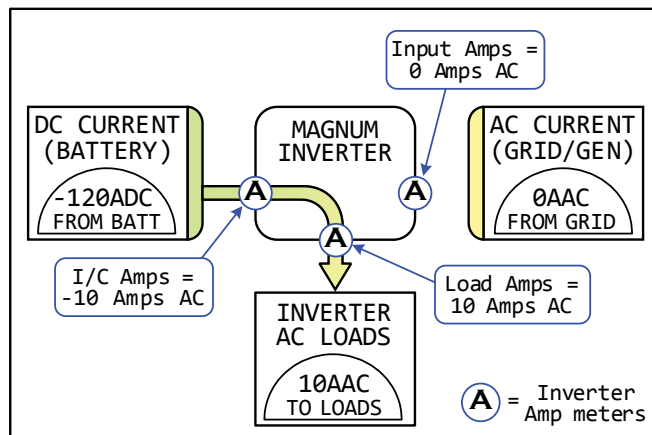 Input Amps =
0 Amps AC
DC CURRENT
(BATTERY)
-120ADC
FROM BATT
MAGNUM
INVERTER
AC CURRENT
(GRID/GEN)
0AAC
FROM GRID
A
A
A
I/C Amps =
-10 Amps AC
Load Amps =
10 Amps AC
INVERTER
AC LOADS
10AAC
TO LOADS
A = Inverter
Amp meters